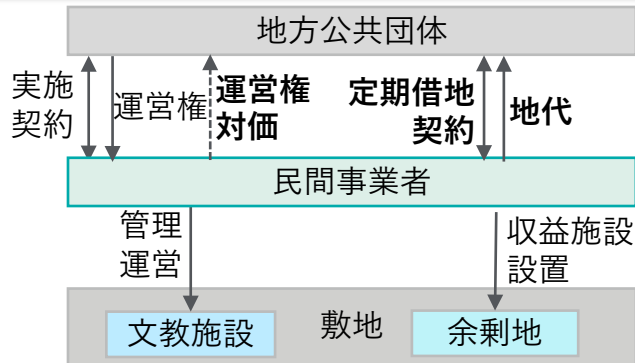 地方公共団体
実施
契約
運営権
運営権
対価
定期借地
契約
地代
民間事業者
管理
運営
収益施設
設置
文教施設
敷地
余剰地